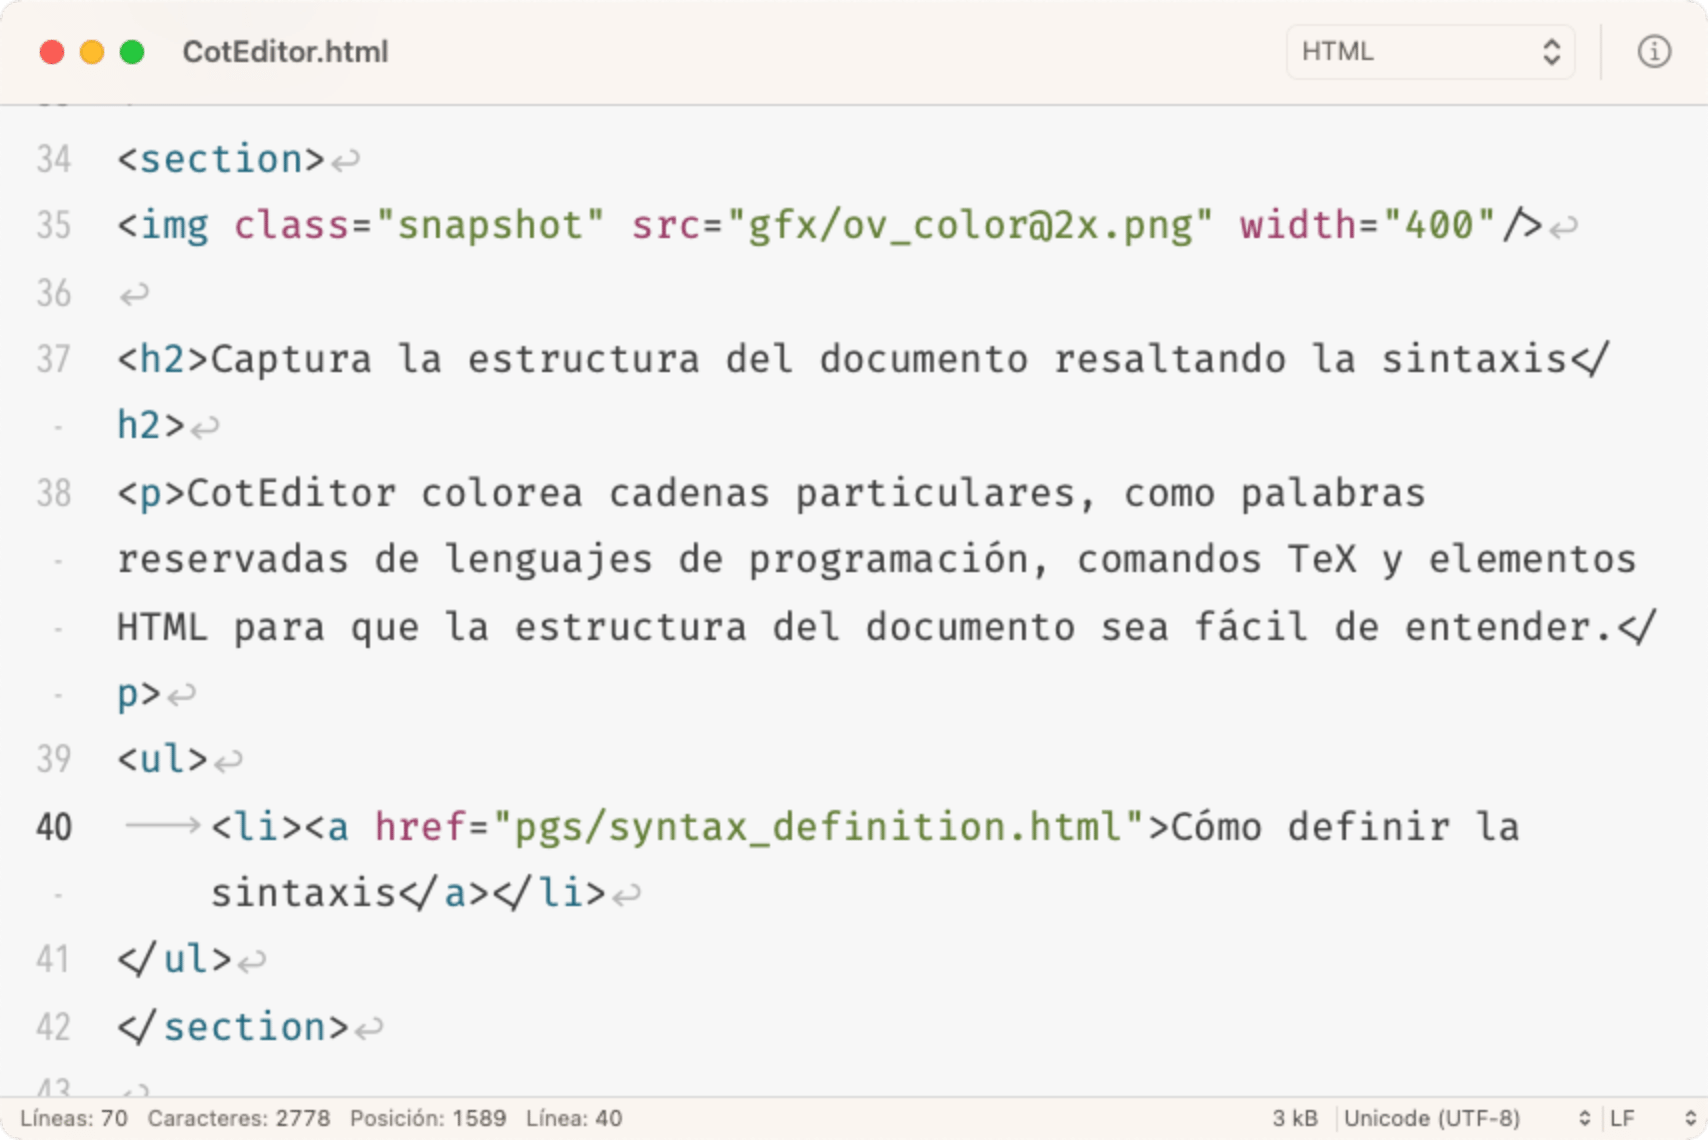 CotEditor.html
HTML
34 <section>
35 <img class="snapshot" src="gfx/ov_color@2x.png" width="400"/>
36
37 <h2>Captura la estructura del documento resaltando la sintaxis</
- h2>
38 <p>CotEditor colorea cadenas particulares, como palabras
- reservadas de lenguajes de programación, comandos TeX y elementos
- HTML para que la estructura del documento sea fácil de entender.</
- p>
39 <ul>
40 <li><a href="pgs/syntax_definition.html">Cómo definir la
- sintaxis</a></li>
41 </ul>
42 </section>
43
Líneas: 70 Caracteres: 2778 Posición: 1589 Línea: 40 3 kB Unicode (UTF-8) LF